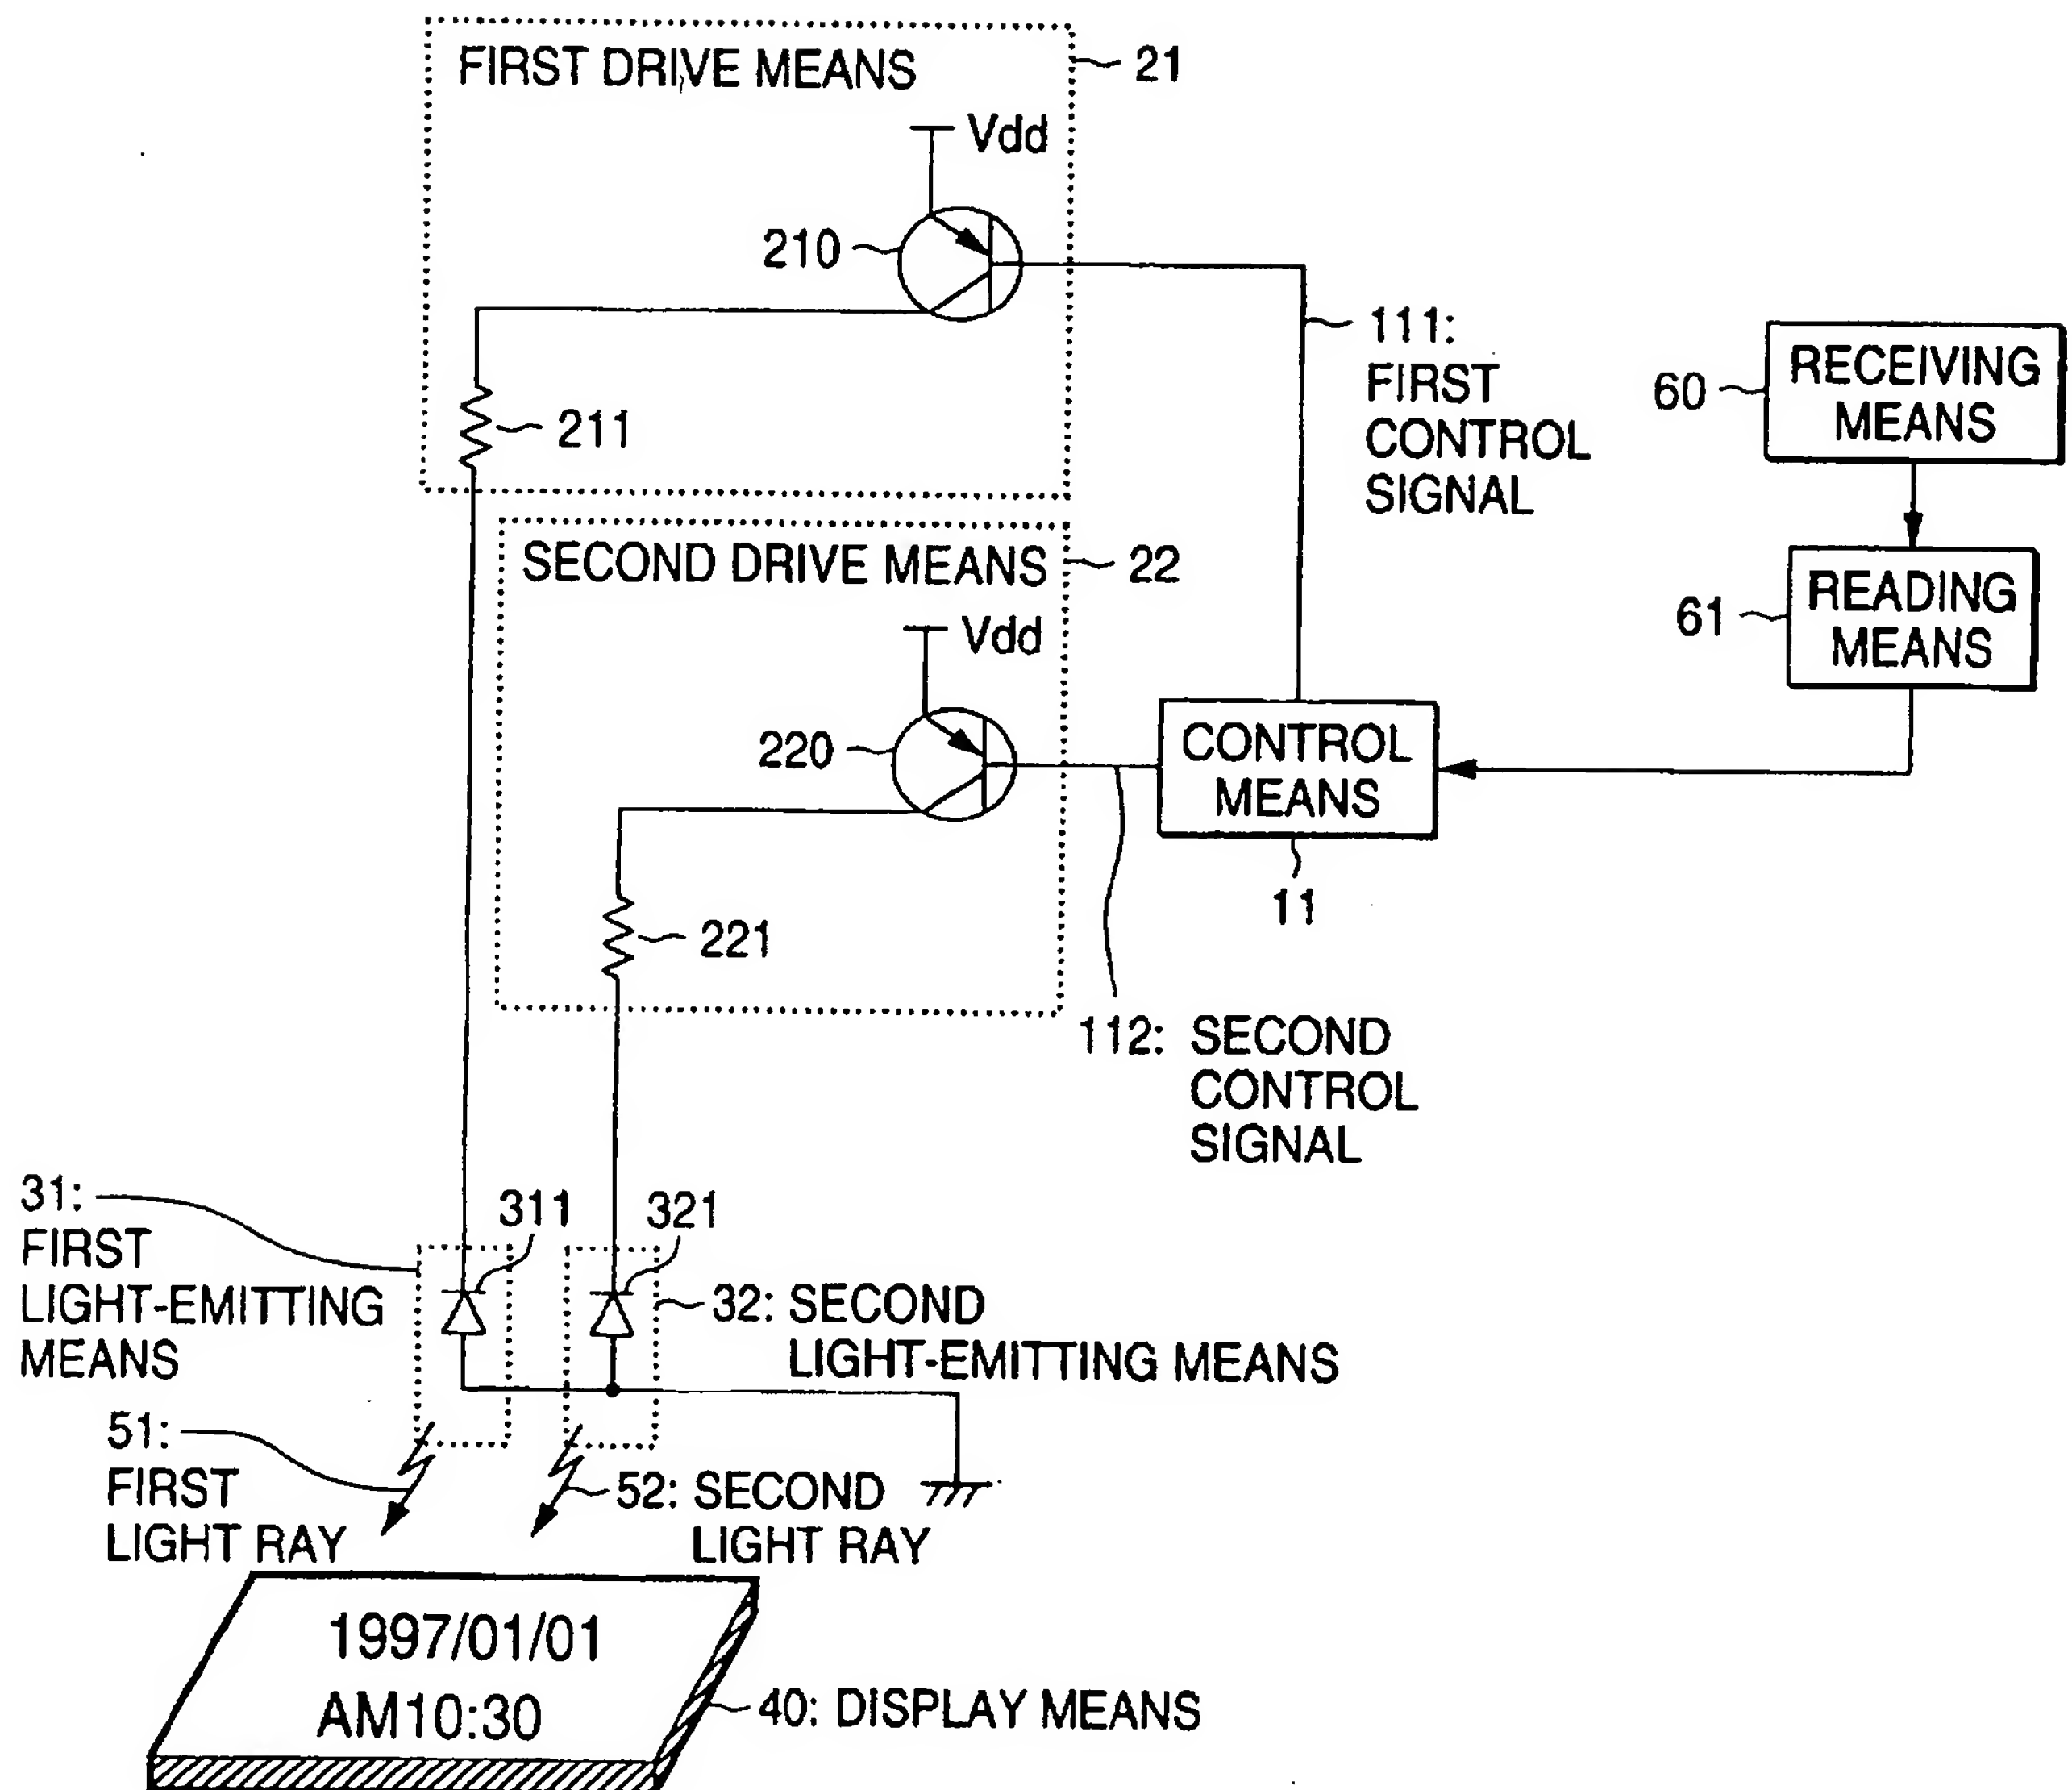 FIRST DRIVE MEANS
21
Vdd
210
211
111:
FIRST
CONTROL
SIGNAL
60
RECEIVING
MEANS
61
READING
MEANS
SECOND DRIVE MEANS
22
Vdd
220
221
CONTROL
MEANS
11
112: SECOND
CONTROL
SIGNAL
31:
FIRST
LIGHT-EMITTING
MEANS
311
321
32: SECOND
LIGHT-EMITTING MEANS
51:
FIRST
LIGHT RAY
52: SECOND
LIGHT RAY
1997/01/01
AM10:30
40: DISPLAY MEANS